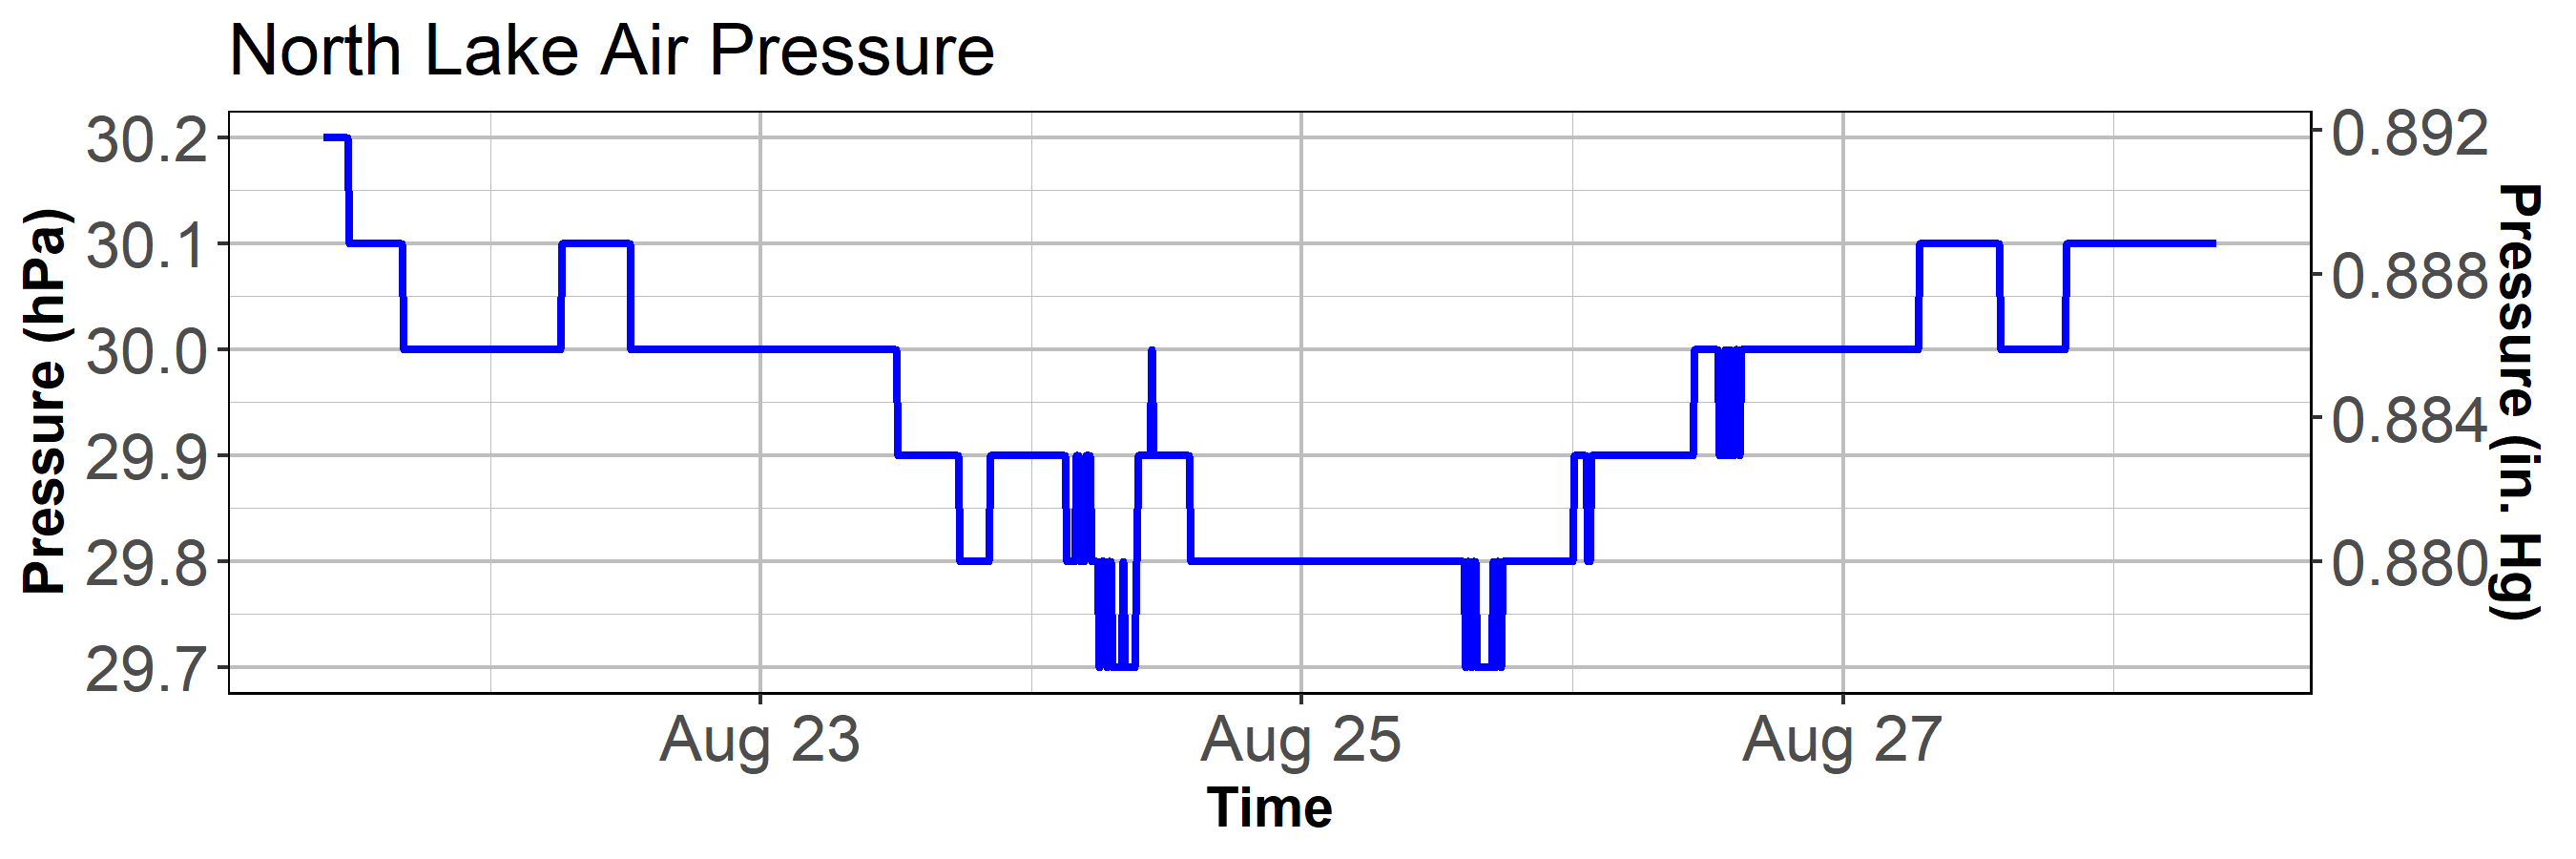 North Lake Air Pressure
Pressure (hPa)
30.2
30.1
30.0
29.9
29.8
29.7
0.892
0.888
0.884
0.880
Pressure (in. Hg)
Aug 23 Aug 25 Aug 27
Time